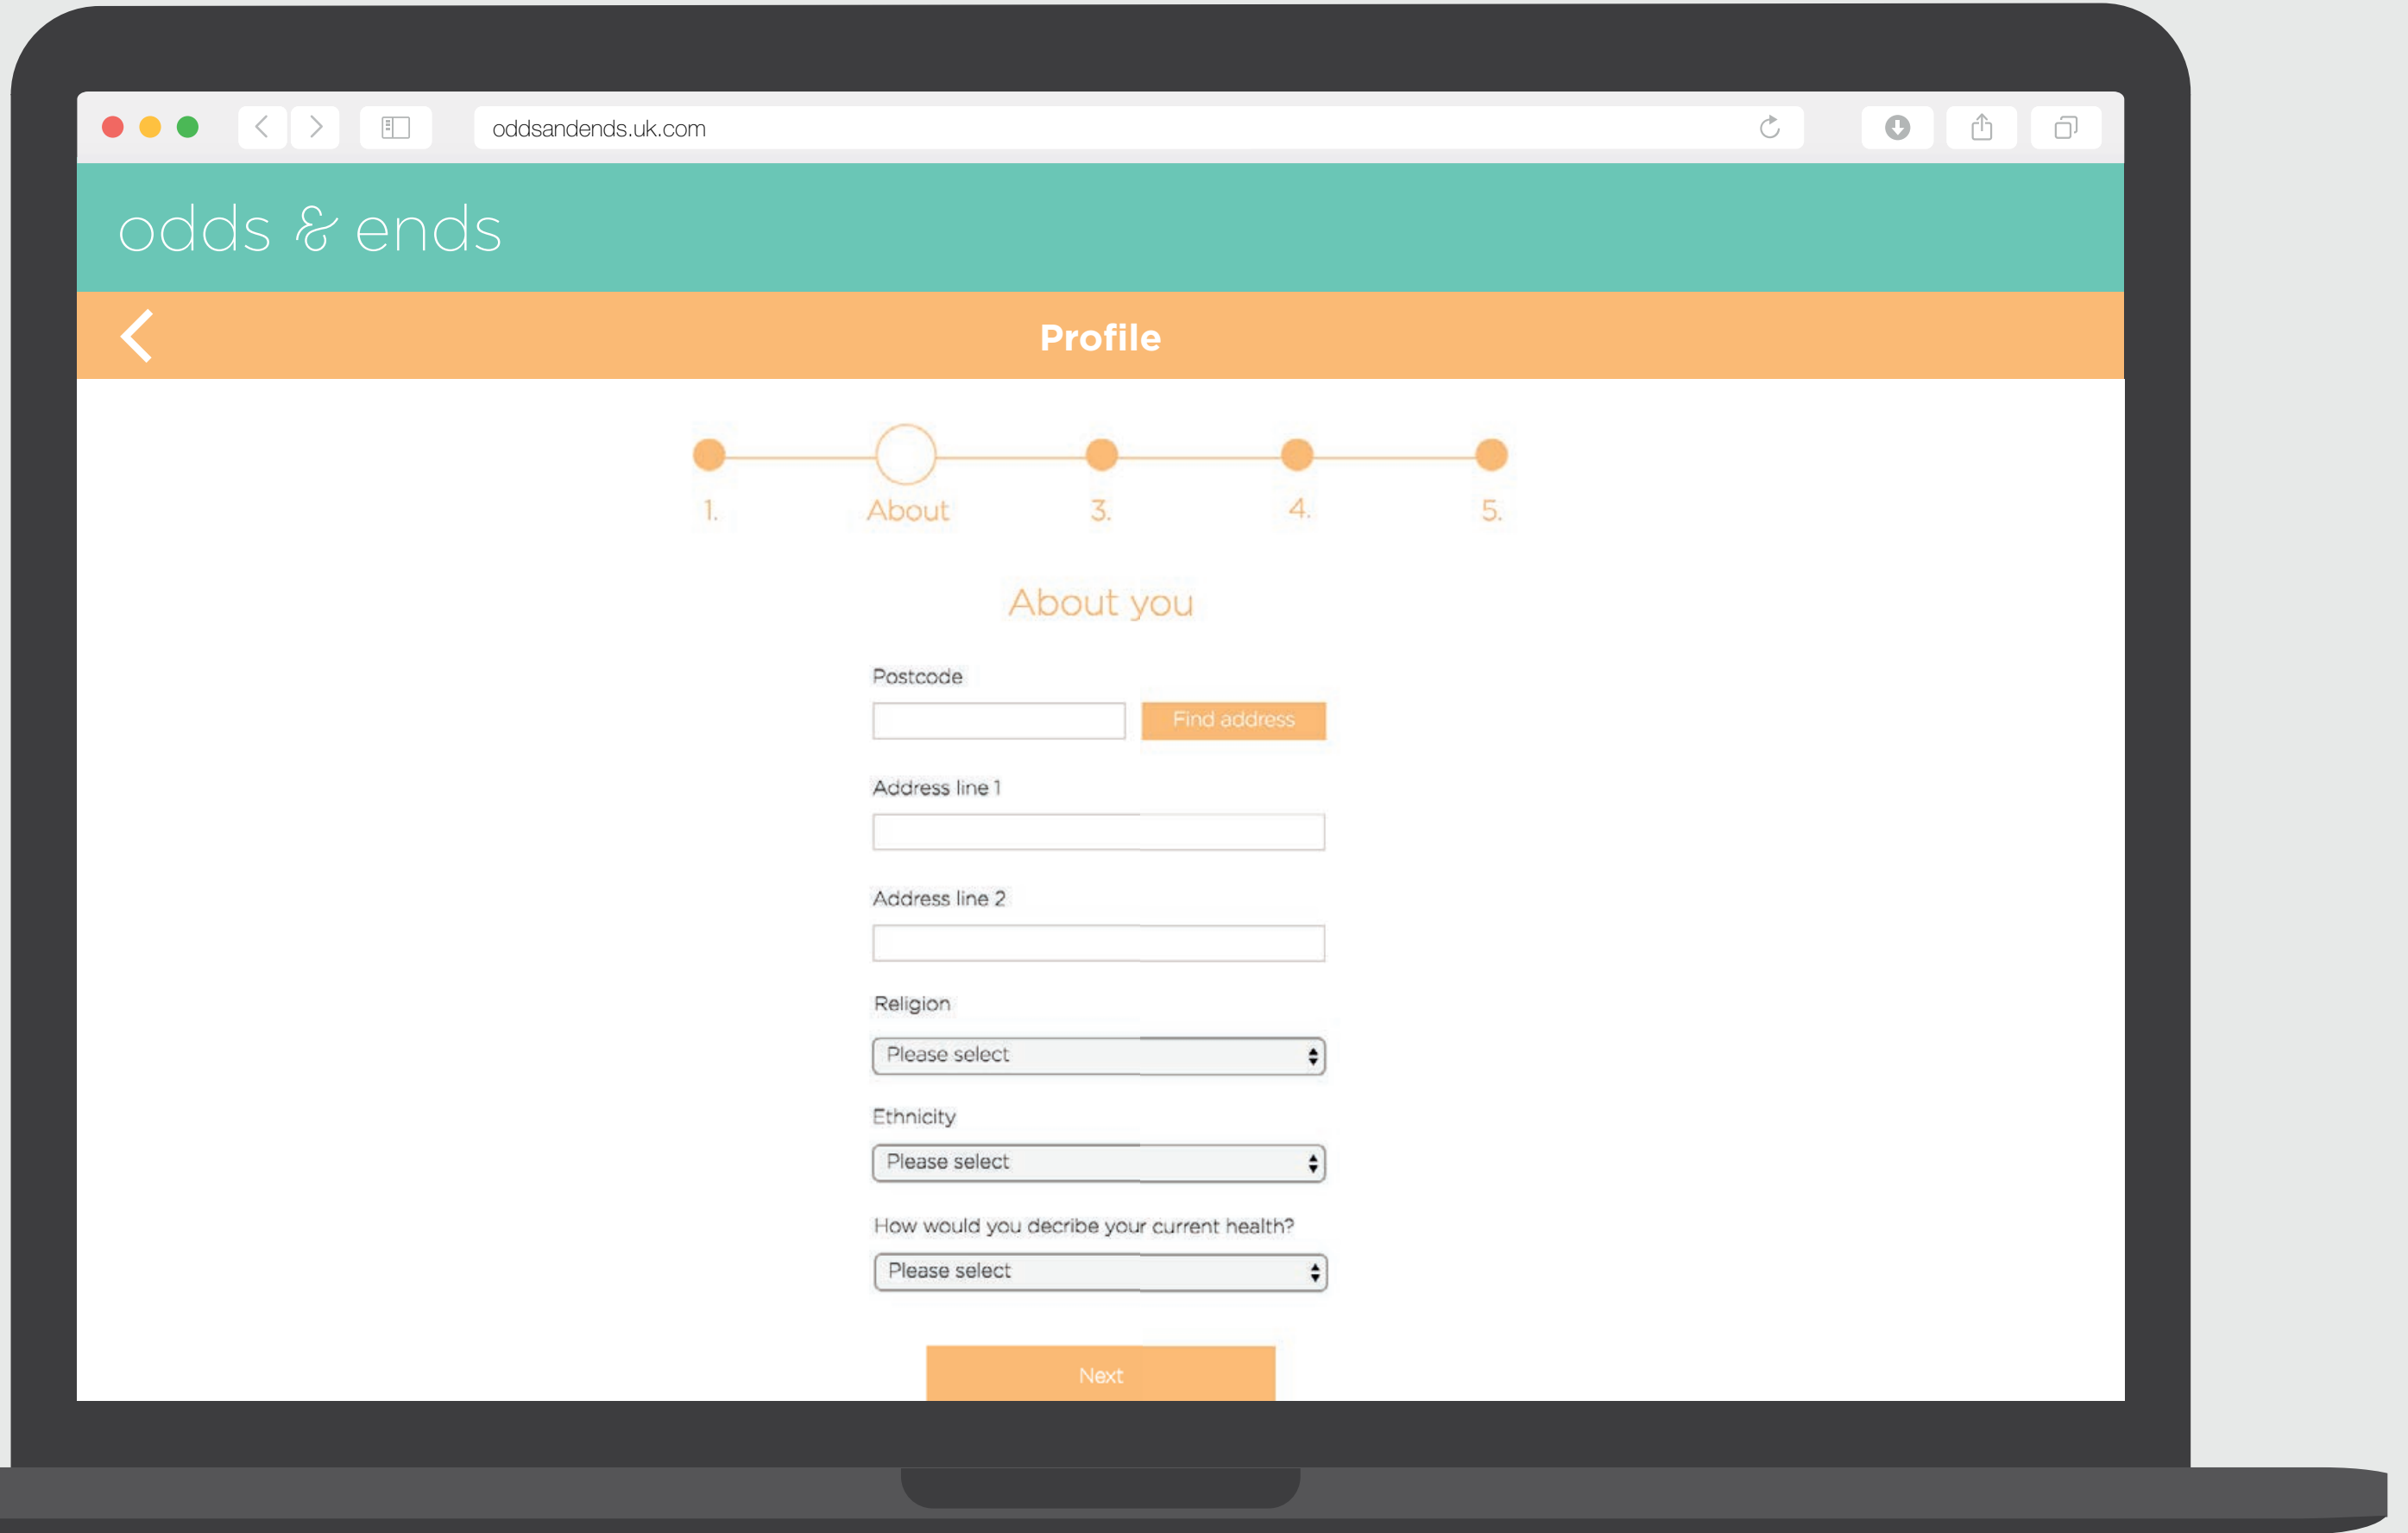 oddsandends.uk.com
odds & ends
Profile
1. About 3. 4. 5.
About you
Postcode
Find address
Address line 1
Address line 2
Religion
Please select
Ethnicity
Please select
How would you decribe your current health?
Please select
Next